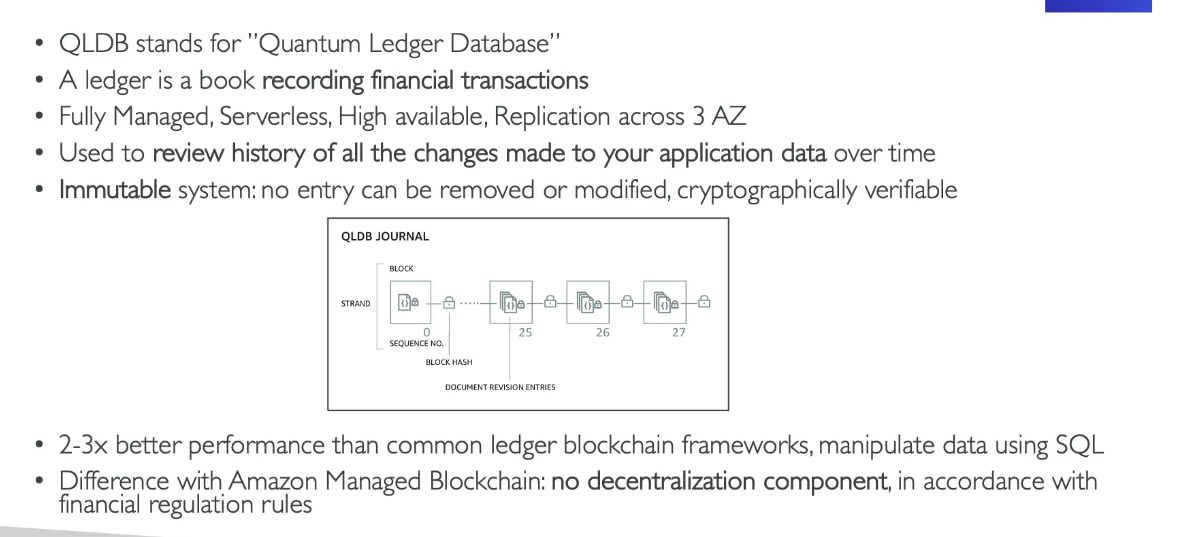 • QLDB stands for ”Quantum Ledger Database”
• A ledger is a book recording financial transactions
• Fully Managed, Serverless, High available, Replication across 3 AZ
• Used to review history of all the changes made to your application data over time
• Immutable system: no entry can be removed or modified, cryptographically verifiable
QLDB JOURNAL
BLOCK
STRAND
0 25 26 27
SEQUENCE NO.
BLOCK HASH
DOCUMENT REVISION ENTRIES
• 2-3x better performance than common ledger blockchain frameworks, manipulate data using SQL
• Difference with Amazon Managed Blockchain: no decentralization component, in accordance with
financial regulation rules